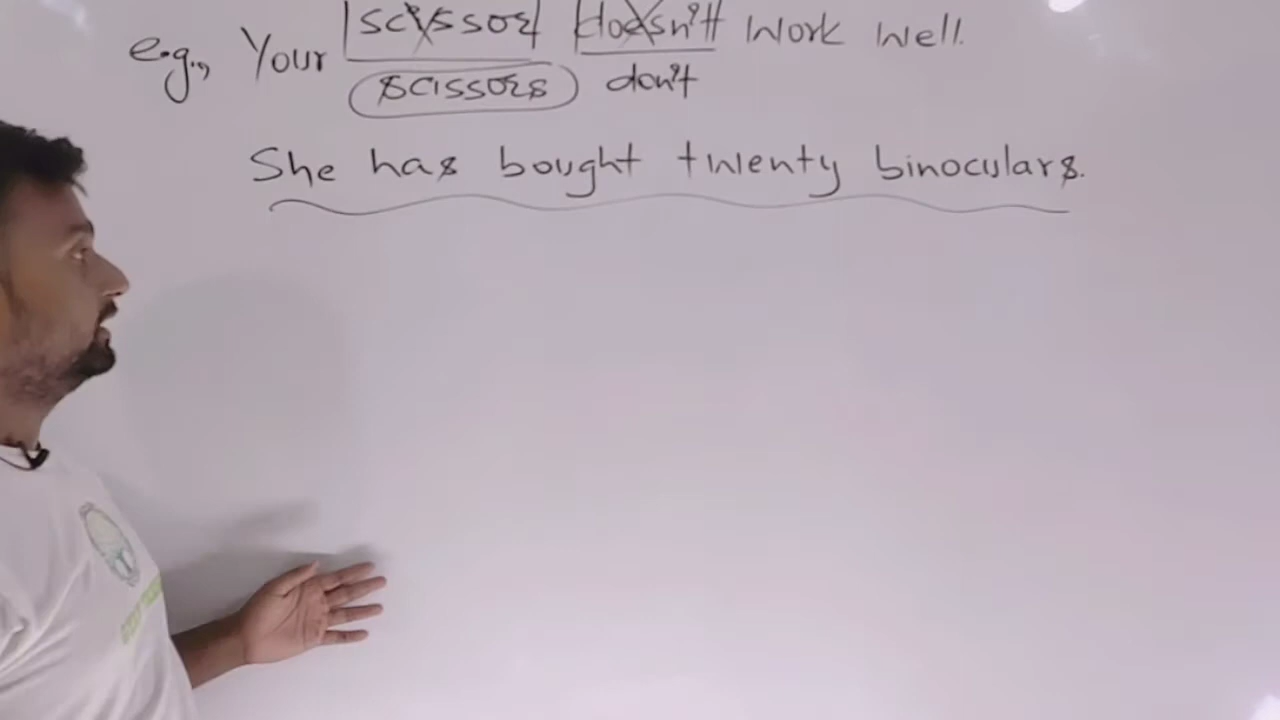 e.g., Your scissor doesn't work well.
scissors don't
She has bought twenty binoculars.